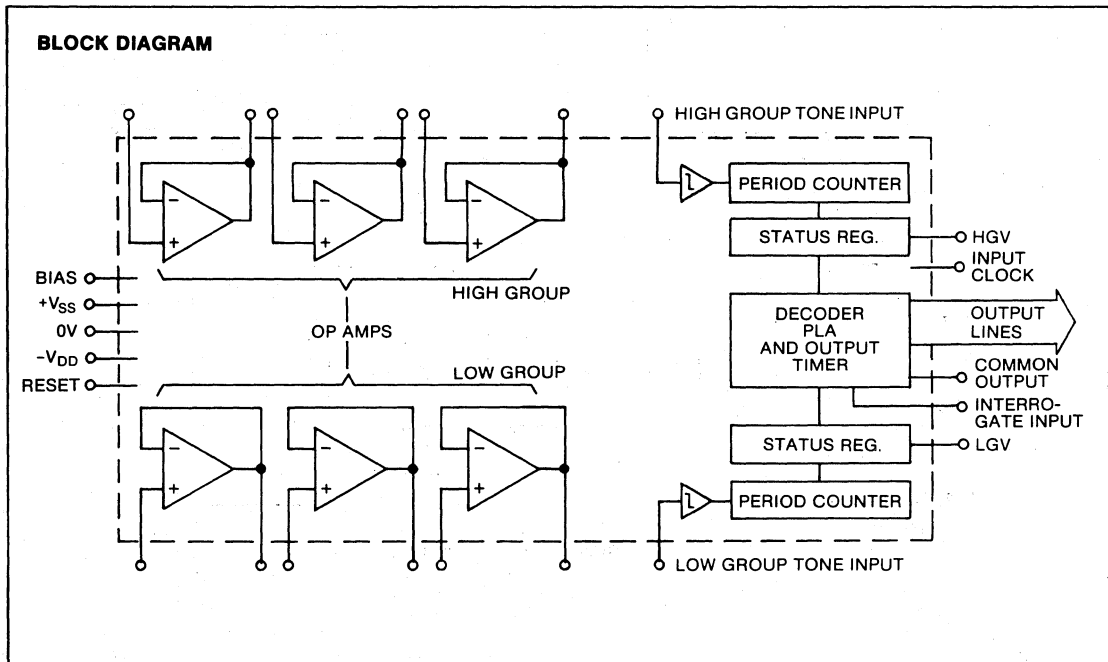 BLOCK DIAGRAM
HIGH GROUP TONE INPUT
PERIOD COUNTER
STATUS REG.
HGV
INPUT
CLOCK
BIAS
+VSS
0V
-VDD
RESET
- + - + - +
HIGH GROUP
OP AMPS
LOW GROUP
DECODER
PLA
AND OUTPUT
TIMER
OUTPUT
LINES
COMMON
OUTPUT
INTERRO-
GATE INPUT
- + - + - +
STATUS REG.
LGV
PERIOD COUNTER
LOW GROUP TONE INPUT